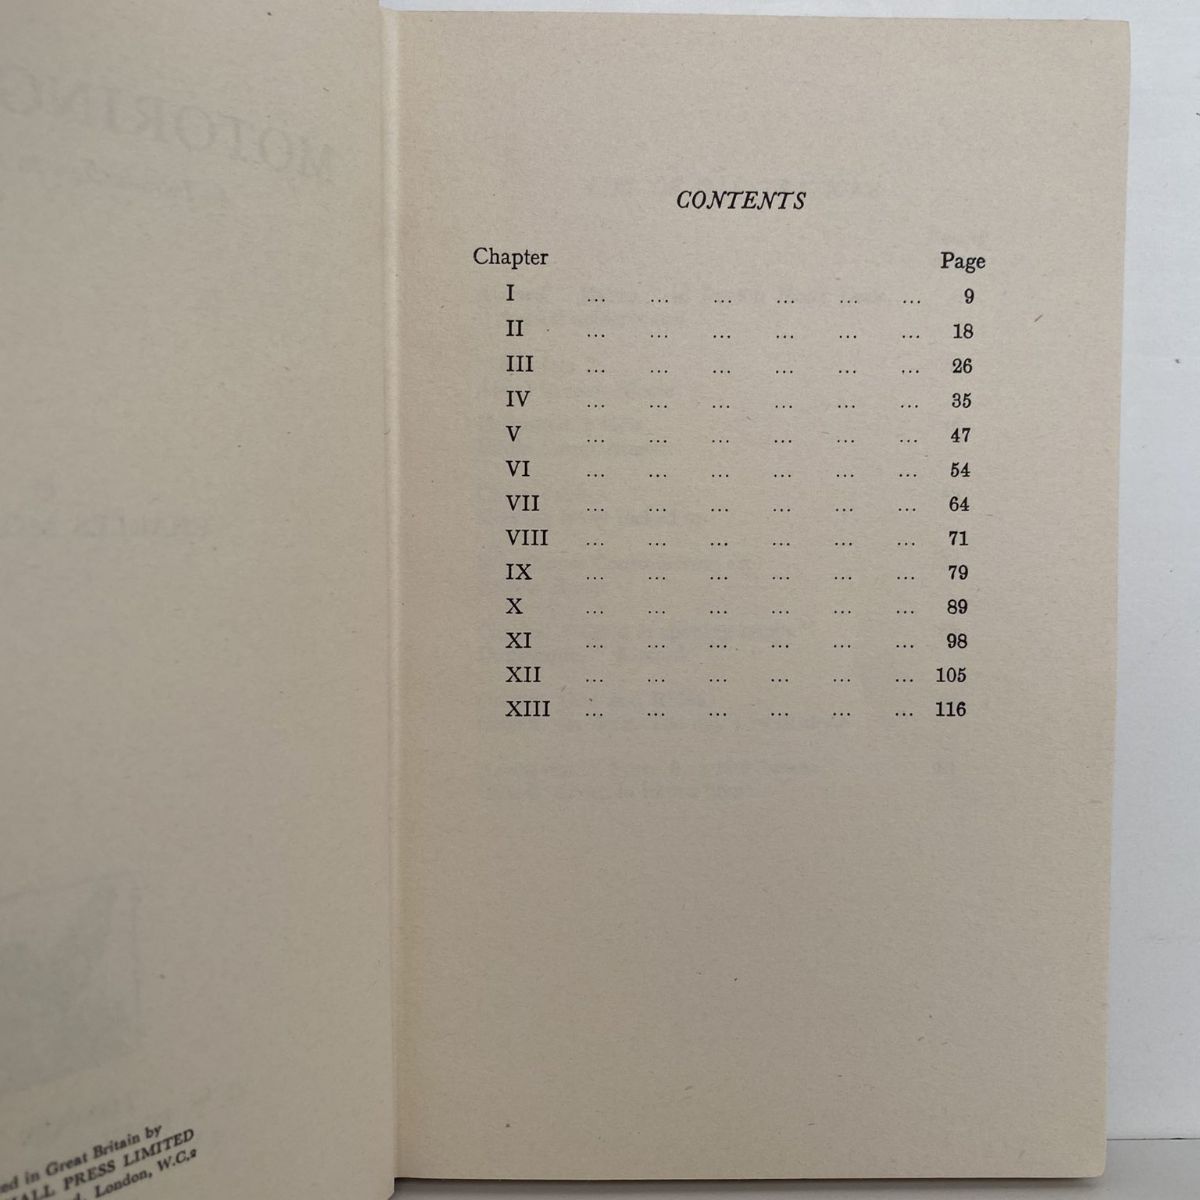 MOTORING
ed in Great Britain by
HALL PRESS LIMITED
d, London, W.C.2
CONTENTS
Chapter Page
I ... ... ... ... ... ... 9
II ... ... ... ... ... ... 18
III ... ... ... ... ... ... 26
IV ... ... ... ... ... ... 35
V ... ... ... ... ... ... 47
VI ... ... ... ... ... ... 54
VII ... ... ... ... ... ... 64
VIII ... ... ... ... ... ... 71
IX ... ... ... ... ... ... 79
X ... ... ... ... ... ... 89
XI ... ... ... ... ... ... 98
XII ... ... ... ... ... ... 105
XIII ... ... ... ... ... ... 116